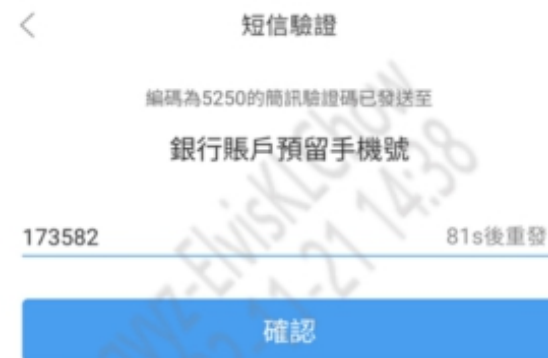 短信驗證
編碼為5250的簡訊驗證碼已發送至
銀行賬戶預留手機號
173582 81s後重發
確認